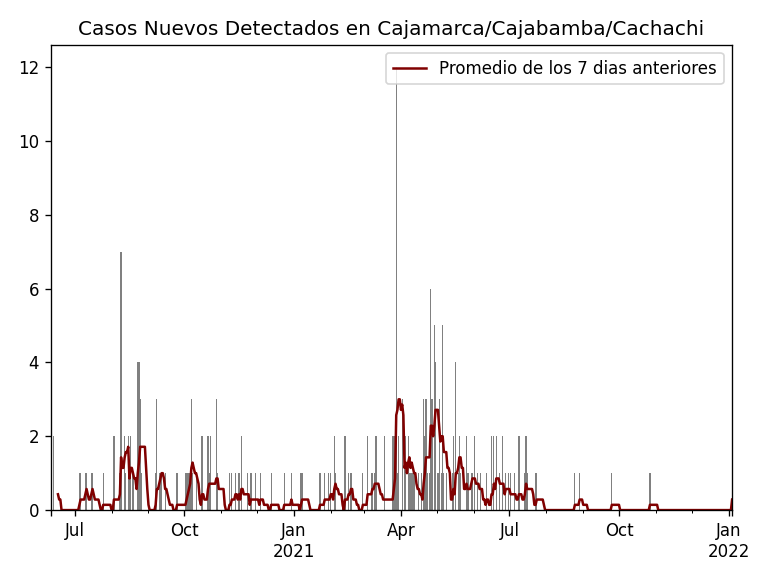 Casos Nuevos Detectados en Cajamarca/Cajabamba/Cachachi
Promedio de los 7 dias anteriores
12
10
8
6
4
2
0
Jul Oct Jan Apr Jul Oct Jan
2021 2022